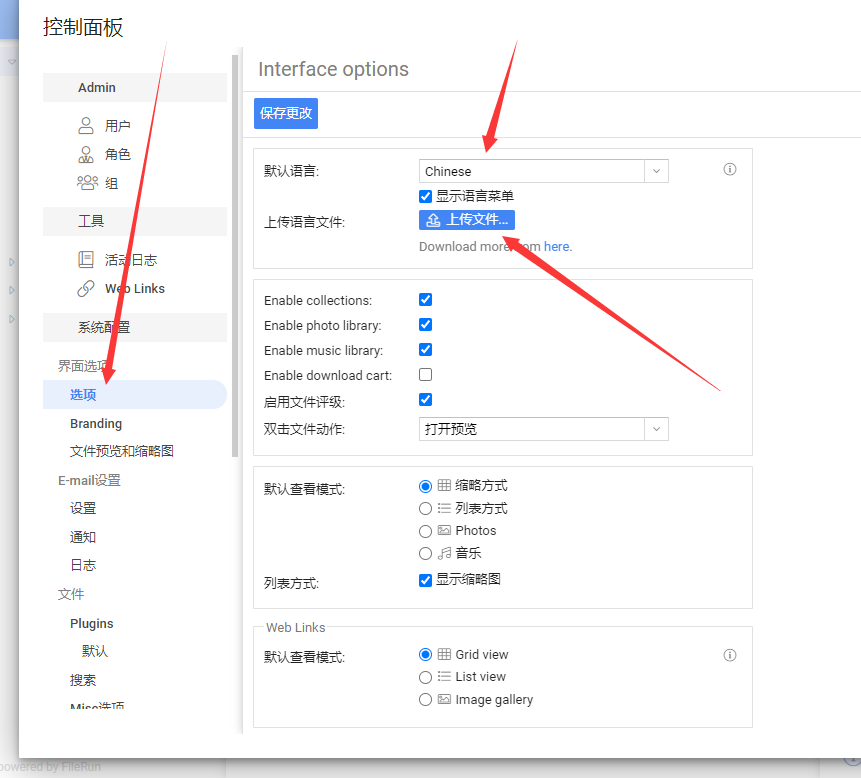 控制面板
Admin
用户
角色
组
工具
活动日志
Web Links
系统配置
界面选项
选项
Branding
文件预览和缩略图
E-mail设置
设置
通知
日志
文件
Plugins
默认
搜索
Misc选项
Interface options
保存更改
默认语言:
Chinese
显示语言菜单
上传语言文件:
上传文件...
Download more from here.
Enable collections:
Enable photo library:
Enable music library:
Enable download cart:
启用文件评级:
双击文件动作:
打开预览
默认查看模式:
缩略方式
列表方式
Photos
音乐
列表方式:
显示缩略图
Web Links
默认查看模式:
Grid view
List view
Image gallery
powered by FileRun